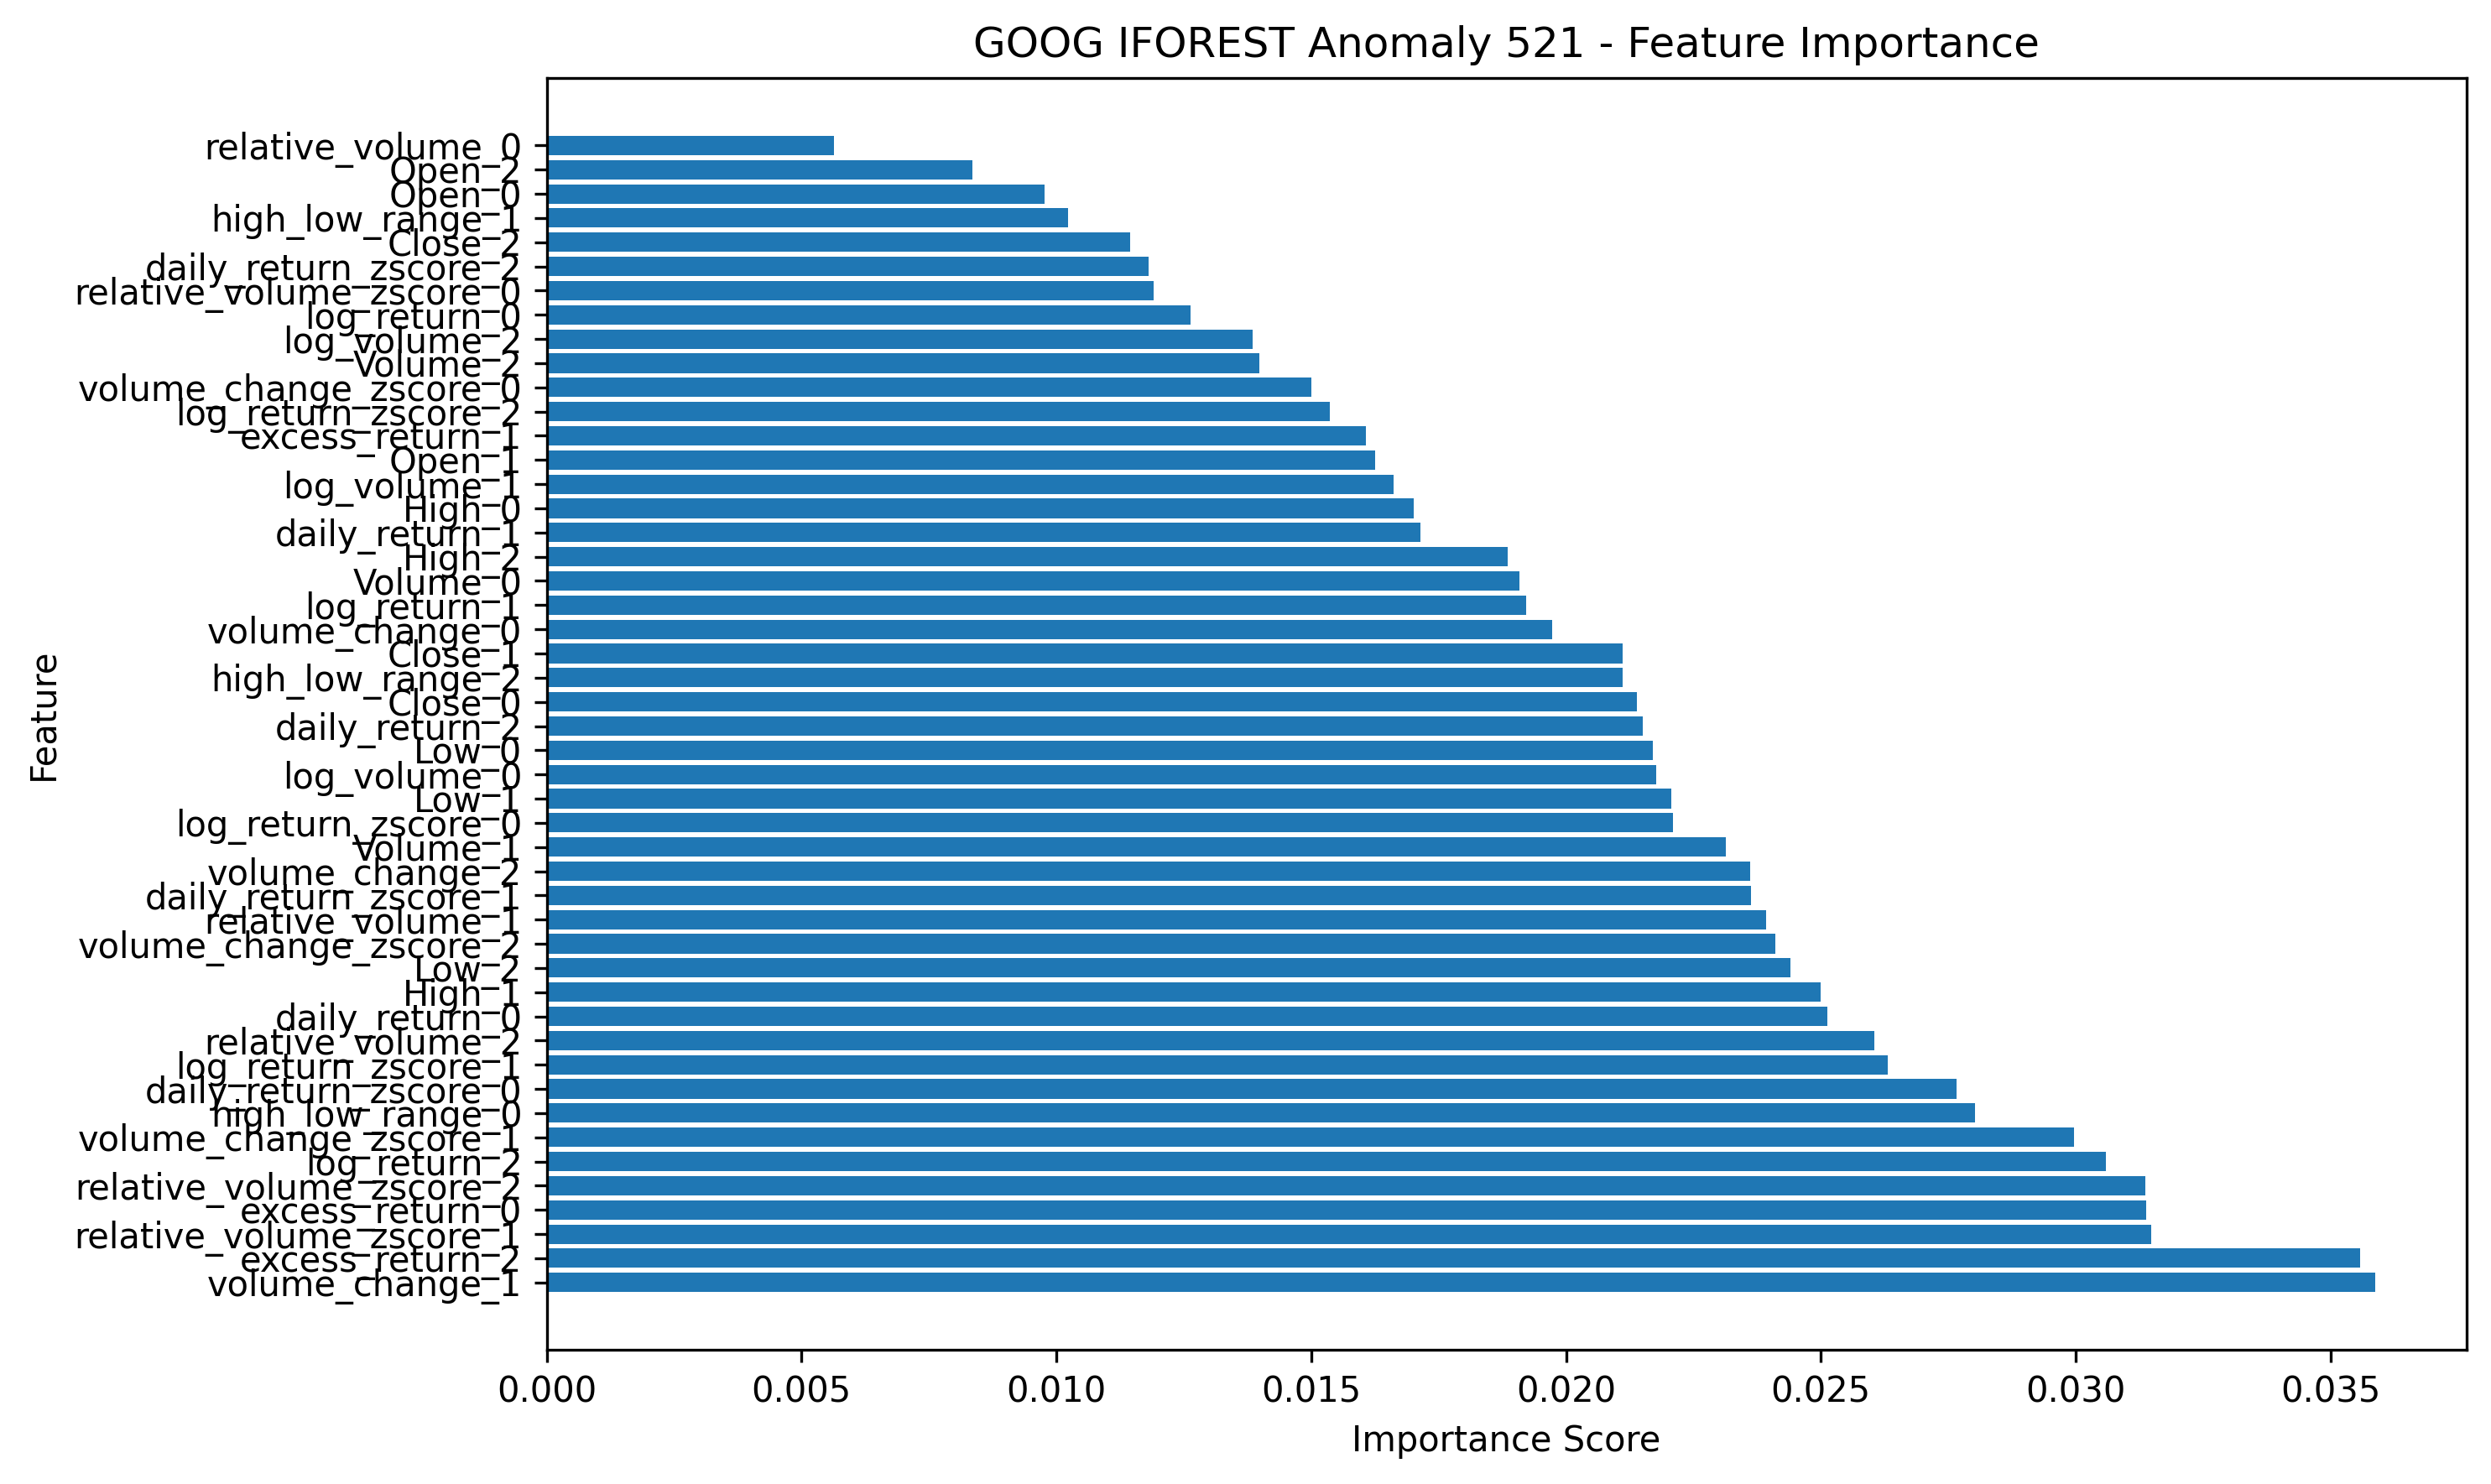 GOOG IFOREST Anomaly 521 - Feature Importance
relative_volume_0
Open_2
Open_0
high_low_range_1
Close_2
daily_return_zscore_2
relative_volume_zscore_0
log_return_0
log_volume_2
Volume_2
volume_change_zscore_0
log_return_zscore_2
excess_return_1
Open_1
log_volume_1
High_0
daily_return_1
High_2
Volume_0
log_return_1
volume_change_0
Close_1
high_low_range_2
Close_0
daily_return_2
Low_0
log_volume_0
Low_1
log_return_zscore_0
Volume_1
volume_change_2
daily_return_zscore_1
relative_volume_1
volume_change_zscore_2
Low_2
High_1
daily_return_0
relative_volume_2
log_return_zscore_1
daily_return_zscore_0
high_low_range_0
volume_change_zscore_1
log_return_2
relative_volume_zscore_2
excess_return_0
relative_volume_zscore_1
excess_return_2
volume_change_1
Feature
0.000 0.005 0.010 0.015 0.020 0.025 0.030 0.035
Importance Score